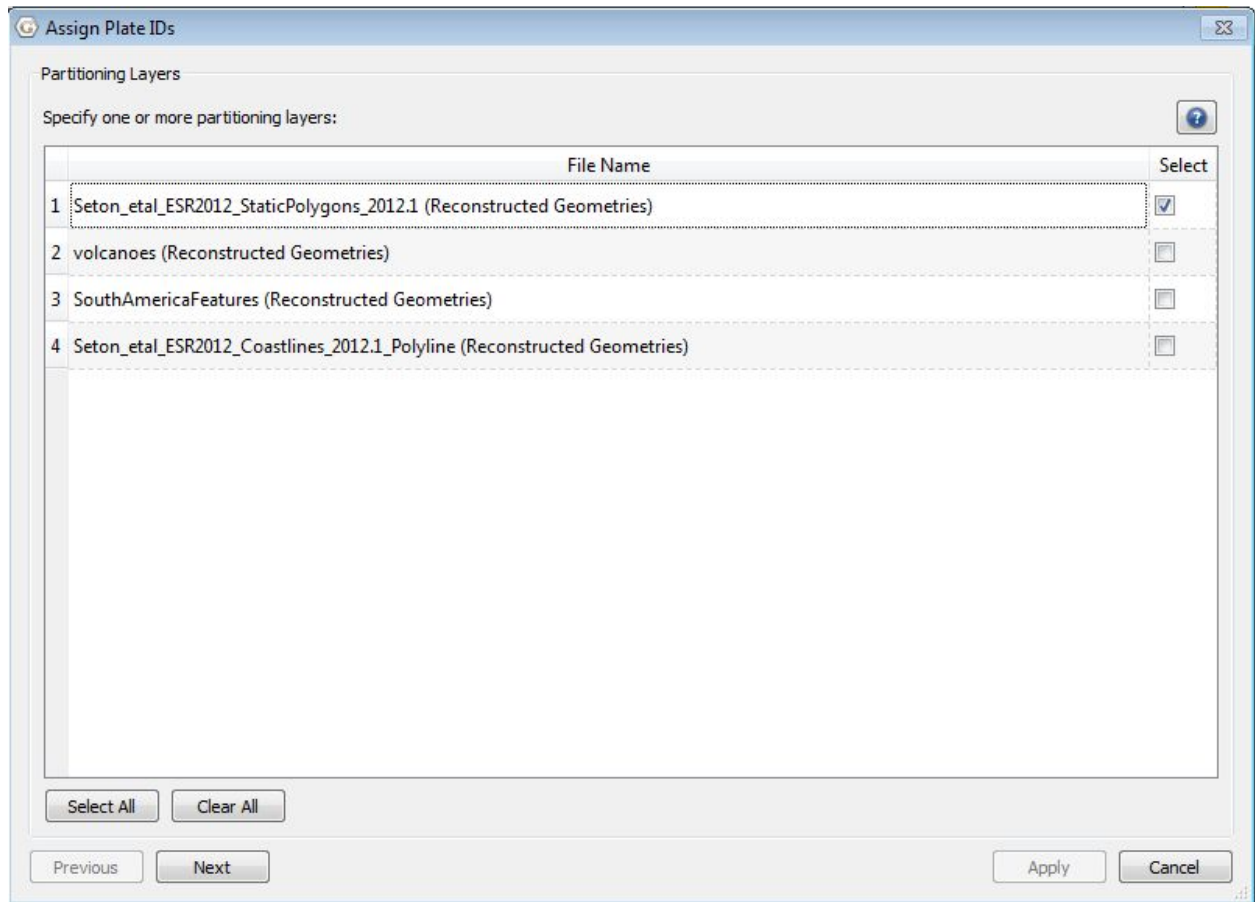 Assign Plate IDs
Partitioning Layers
Specify one or more partitioning layers:
File Name Select
1 Seton_etal_ESR2012_StaticPolygons_2012.1 (Reconstructed Geometries)
2 volcanoes (Reconstructed Geometries)
3 SouthAmericaFeatures (Reconstructed Geometries)
4 Seton_etal_ESR2012_Coastlines_2012.1_Polyline (Reconstructed Geometries)
Select All Clear All
Previous Next Apply Cancel